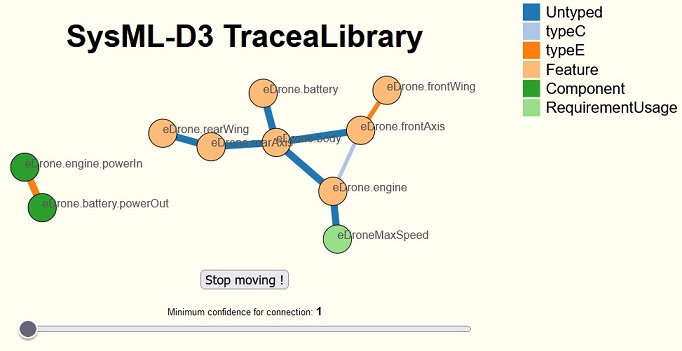 SysML-D3 TraceaLibrary
Untyped
typeC
typeE
Feature
Component
RequirementUsage
eDrone.battery
eDrone.frontWing
eDrone.rearWing
eDrone.rearAxis
eDrone.body
eDrone.frontAxis
eDrone.engine.powerIn
eDrone.engine
eDrone.battery.powerOut
eDroneMaxSpeed
Stop moving !
Minimum confidence for connection: 1